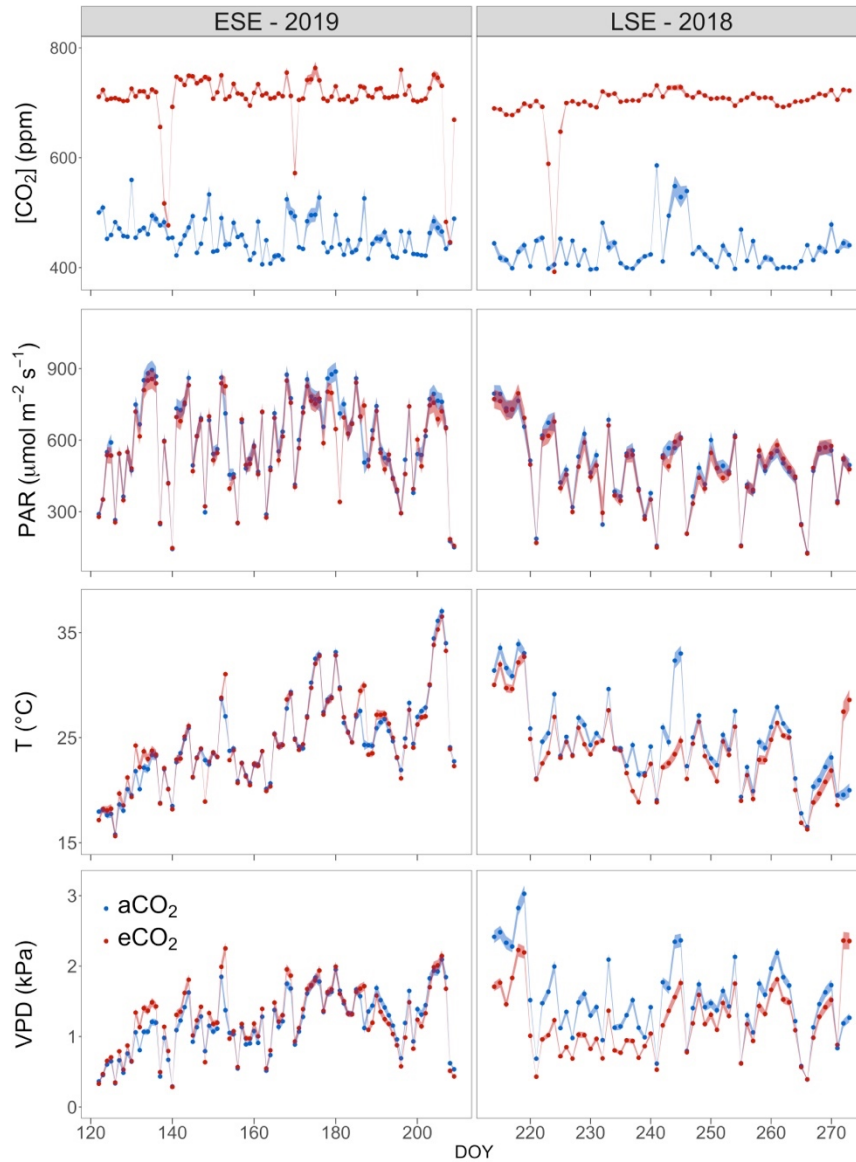 ESE - 2019 LSE - 2018
[CO₂] (ppm)
800
600
400
PAR (μmol m⁻² s⁻¹)
900
600
300
T (°C)
35
25
15
VPD (kPa)
3
2
1
0
aCO₂
eCO₂
120 140 160 180 200 220 230 240 250 260 270
DOY